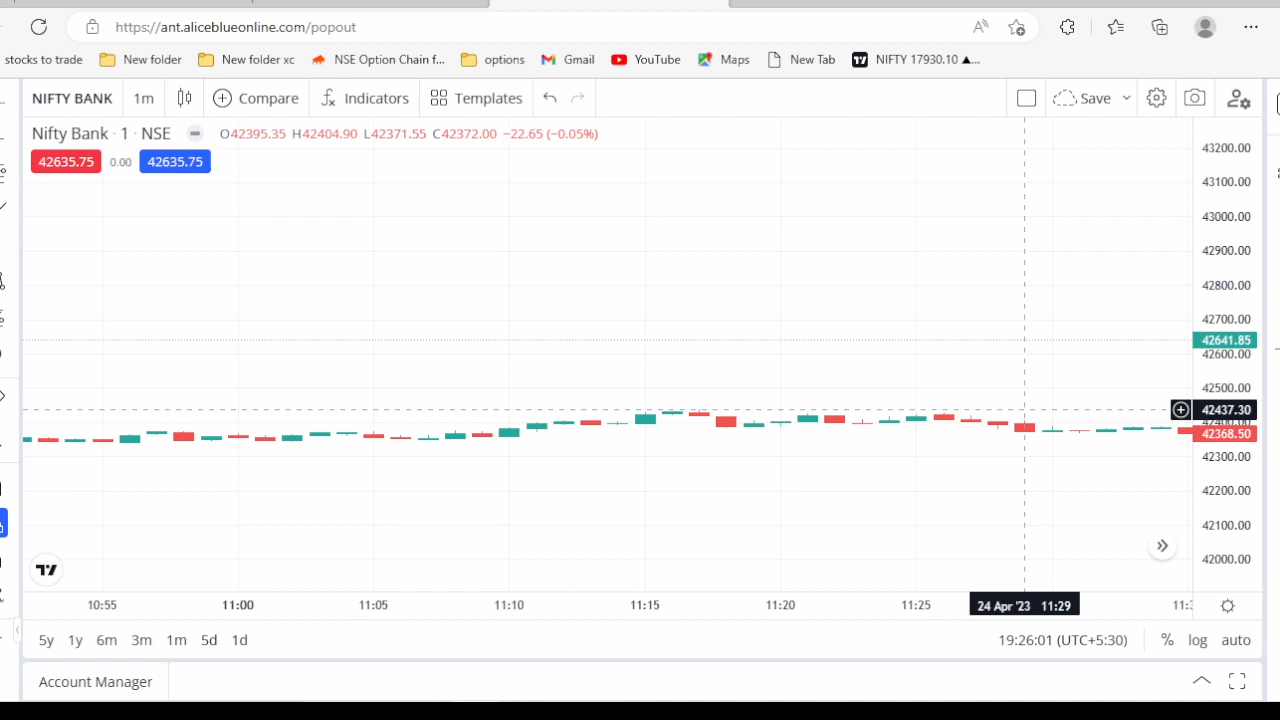 https://ant.aliceblueonline.com/popout
stocks to trade New folder New folder xc NSE Option Chain f... options Gmail YouTube Maps New Tab NIFTY 17930.10 ▲...
NIFTY BANK 1m Compare Indicators Templates Save
Nifty Bank · 1 · NSE O42395.35 H42404.90 L42371.55 C42372.00 −22.65 (−0.05%)
42635.75 0.00 42635.75
43200.00
43100.00
43000.00
42900.00
42800.00
42700.00
42641.85
42600.00
42500.00
42437.30
42400.00
42368.50
42300.00
42200.00
42100.00
42000.00
10:55 11:00 11:05 11:10 11:15 11:20 11:25 24 Apr '23 11:29 11:3
5y 1y 6m 3m 1m 5d 1d 19:26:01 (UTC+5:30) % log auto
Account Manager